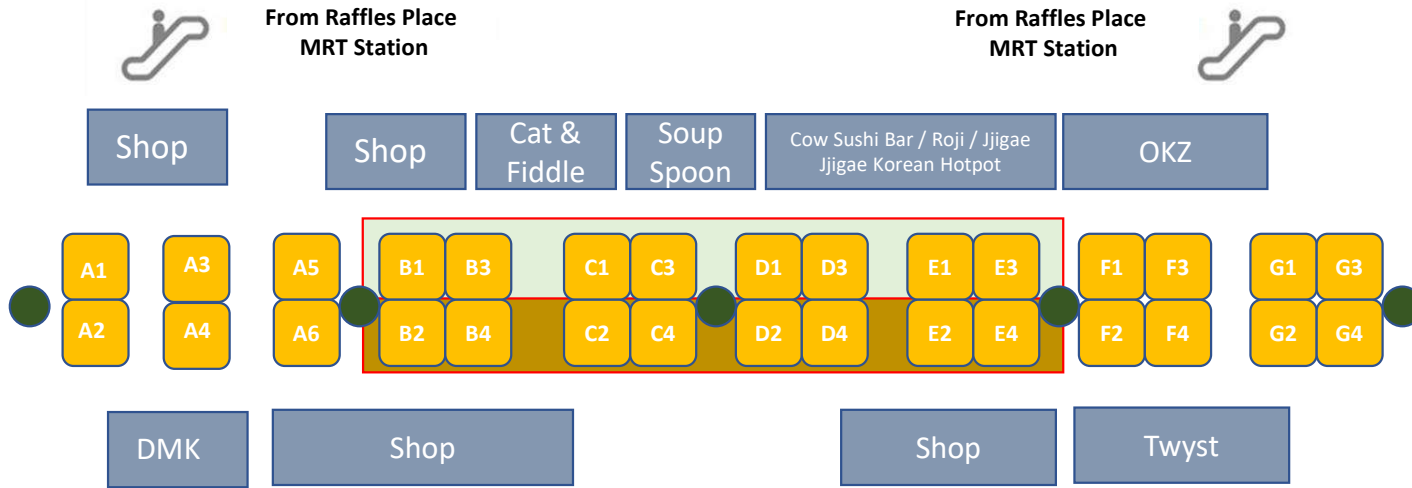 From Raffles Place
MRT Station
From Raffles Place
MRT Station
Shop
Shop
Cat &
Fiddle
Soup
Spoon
Cow Sushi Bar / Roji / Jjigae
Jjigae Korean Hotpot
OKZ
A1
A3
A5
B1
B3
C1
C3
D1
D3
E1
E3
F1
F3
G1
G3
A2
A4
A6
B2
B4
C2
C4
D2
D4
E2
E4
F2
F4
G2
G4
DMK
Shop
Shop
Twyst